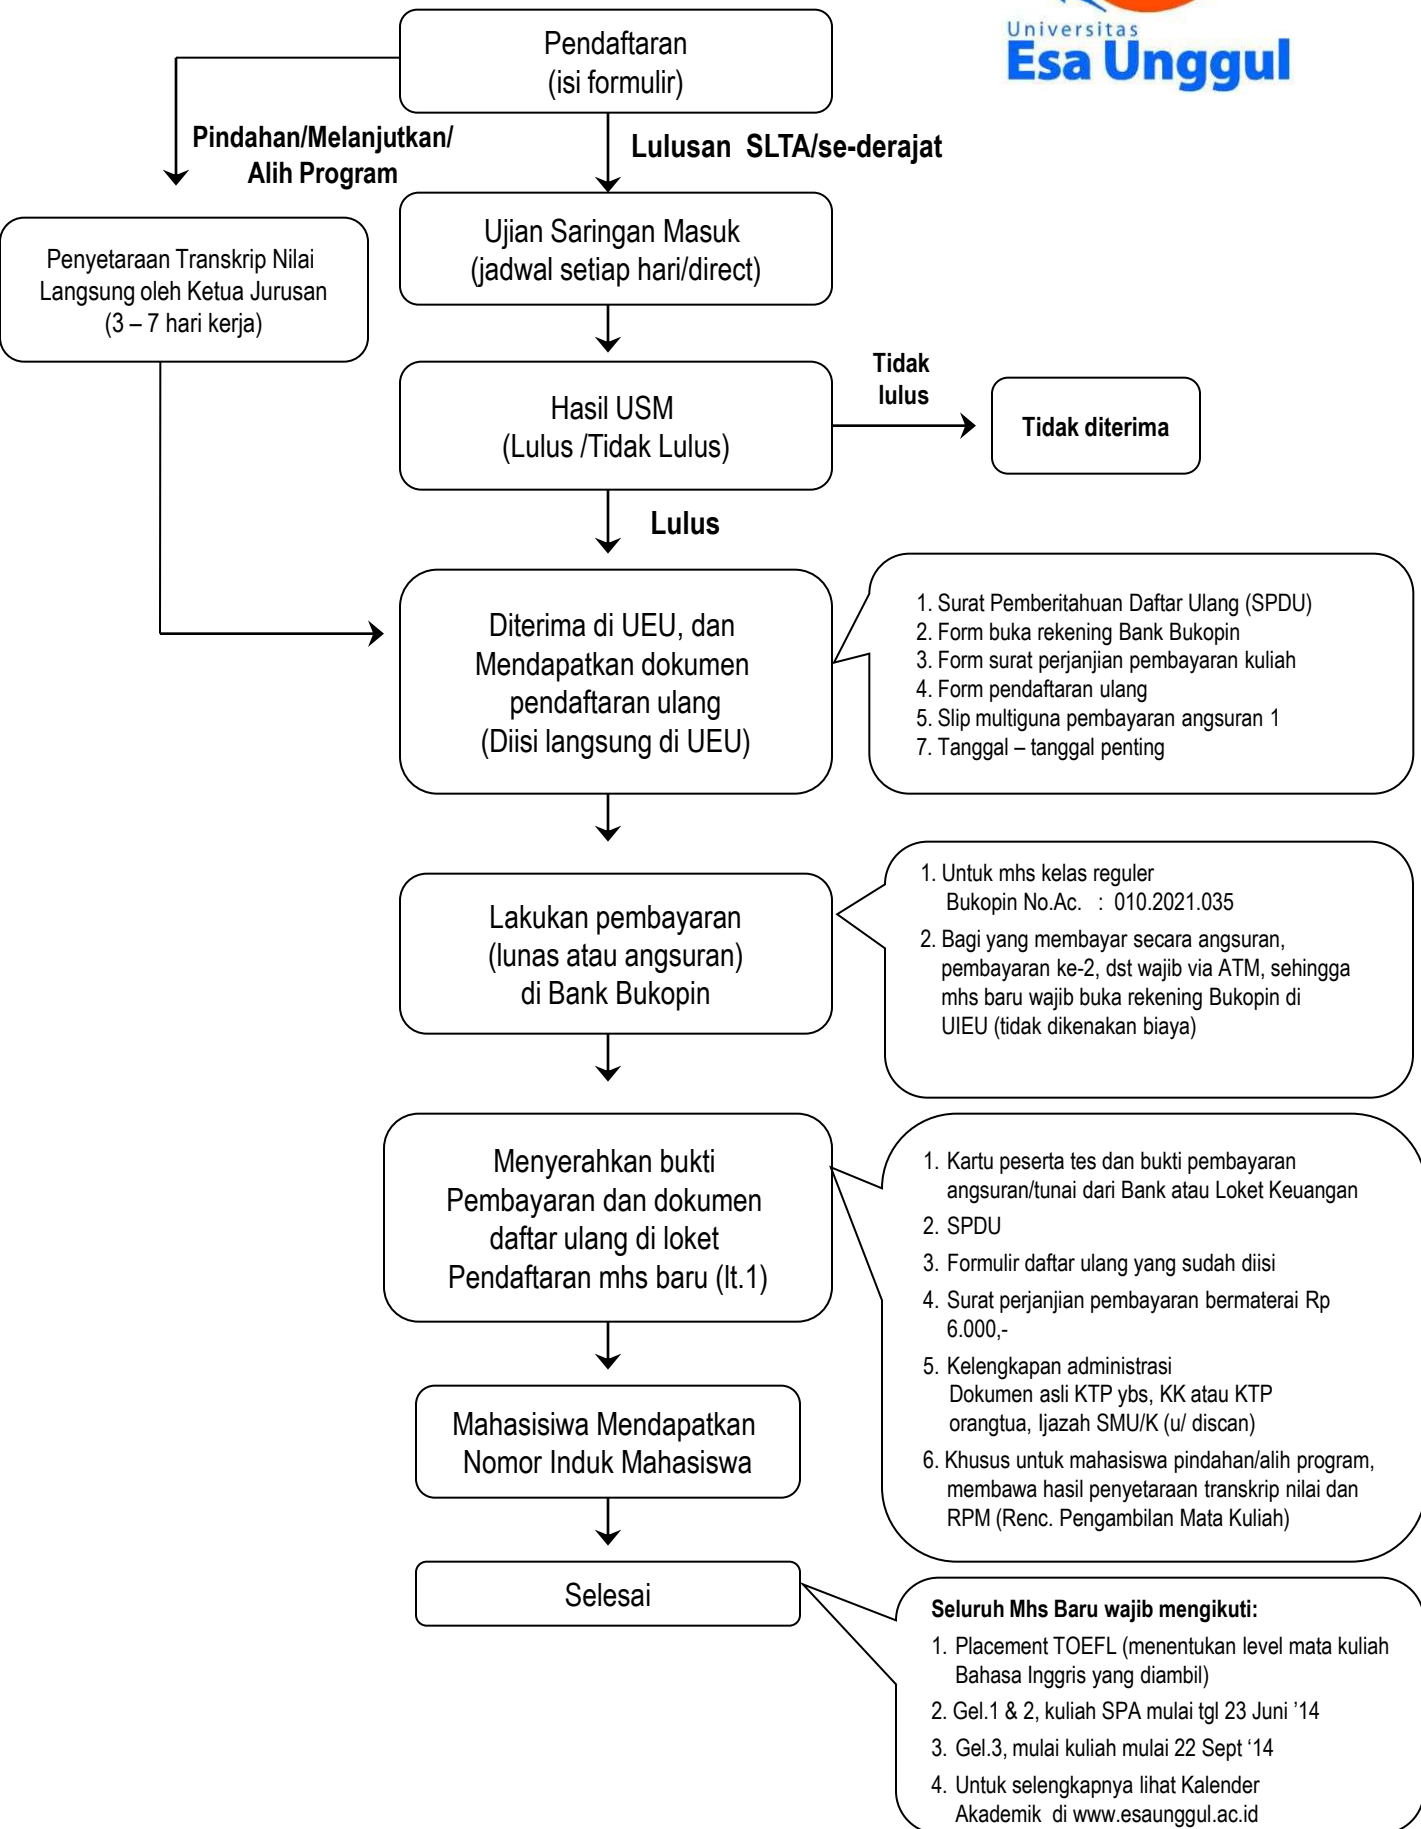 Universitas
Esa Unggul
Pendaftaran
(isi formulir)
Pindahan/Melanjutkan/
Alih Program
Lulusan SLTA/se-derajat
Penyetaraan Transkrip Nilai
Langsung oleh Ketua Jurusan
(3 – 7 hari kerja)
Ujian Saringan Masuk
(jadwal setiap hari/direct)
Hasil USM
(Lulus /Tidak Lulus)
Tidak
lulus
Tidak diterima
Lulus
Diterima di UEU, dan
Mendapatkan dokumen
pendaftaran ulang
(Diisi langsung di UEU)
1. Surat Pemberitahuan Daftar Ulang (SPDU)
2. Form buka rekening Bank Bukopin
3. Form surat perjanjian pembayaran kuliah
4. Form pendaftaran ulang
5. Slip multiguna pembayaran angsuran 1
7. Tanggal – tanggal penting
Lakukan pembayaran
(lunas atau angsuran)
di Bank Bukopin
1. Untuk mhs kelas reguler
Bukopin No.Ac. : 010.2021.035
2. Bagi yang membayar secara angsuran,
pembayaran ke-2, dst wajib via ATM, sehingga
mhs baru wajib buka rekening Bukopin di
UIEU (tidak dikenakan biaya)
Menyerahkan bukti
Pembayaran dan dokumen
daftar ulang di loket
Pendaftaran mhs baru (lt.1)
1. Kartu peserta tes dan bukti pembayaran
angsuran/tunai dari Bank atau Loket Keuangan
2. SPDU
3. Formulir daftar ulang yang sudah diisi
4. Surat perjanjian pembayaran bermaterai Rp
6.000,-
5. Kelengkapan administrasi
Dokumen asli KTP ybs, KK atau KTP
orangtua, Ijazah SMU/K (u/ discan)
6. Khusus untuk mahasiswa pindahan/alih program,
membawa hasil penyetaraan transkrip nilai dan
RPM (Renc. Pengambilan Mata Kuliah)
Mahasisiwa Mendapatkan
Nomor Induk Mahasiswa
Selesai
Seluruh Mhs Baru wajib mengikuti:
1. Placement TOEFL (menentukan level mata kuliah
Bahasa Inggris yang diambil)
2. Gel.1 & 2, kuliah SPA mulai tgl 23 Juni ’14
3. Gel.3, mulai kuliah mulai 22 Sept ‘14
4. Untuk selengkapnya lihat Kalender
Akademik di www.esaunggul.ac.id